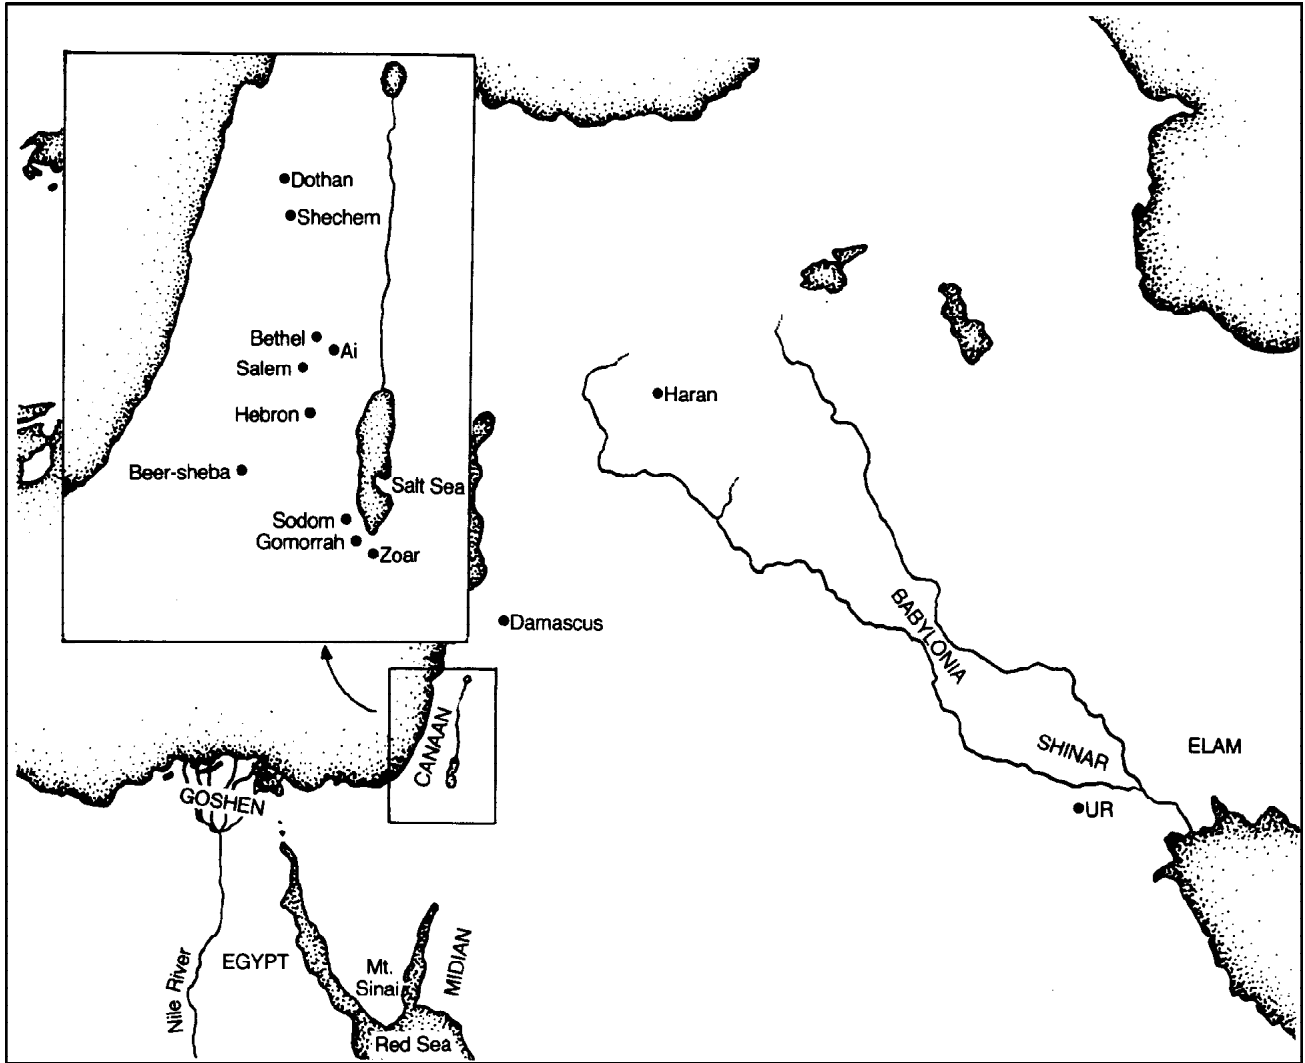 Dothan
Shechem
Bethel
Ai
Salem
Haran
Hebron
Beer-sheba
Salt Sea
Sodom
Gomorrah
Zoar
Damascus
BABYLONIA
CANAAN
SHINAR
ELAM
GOSHEN
UR
Nile River
EGYPT
Mt.
Sinai
MIDIAN
Red Sea